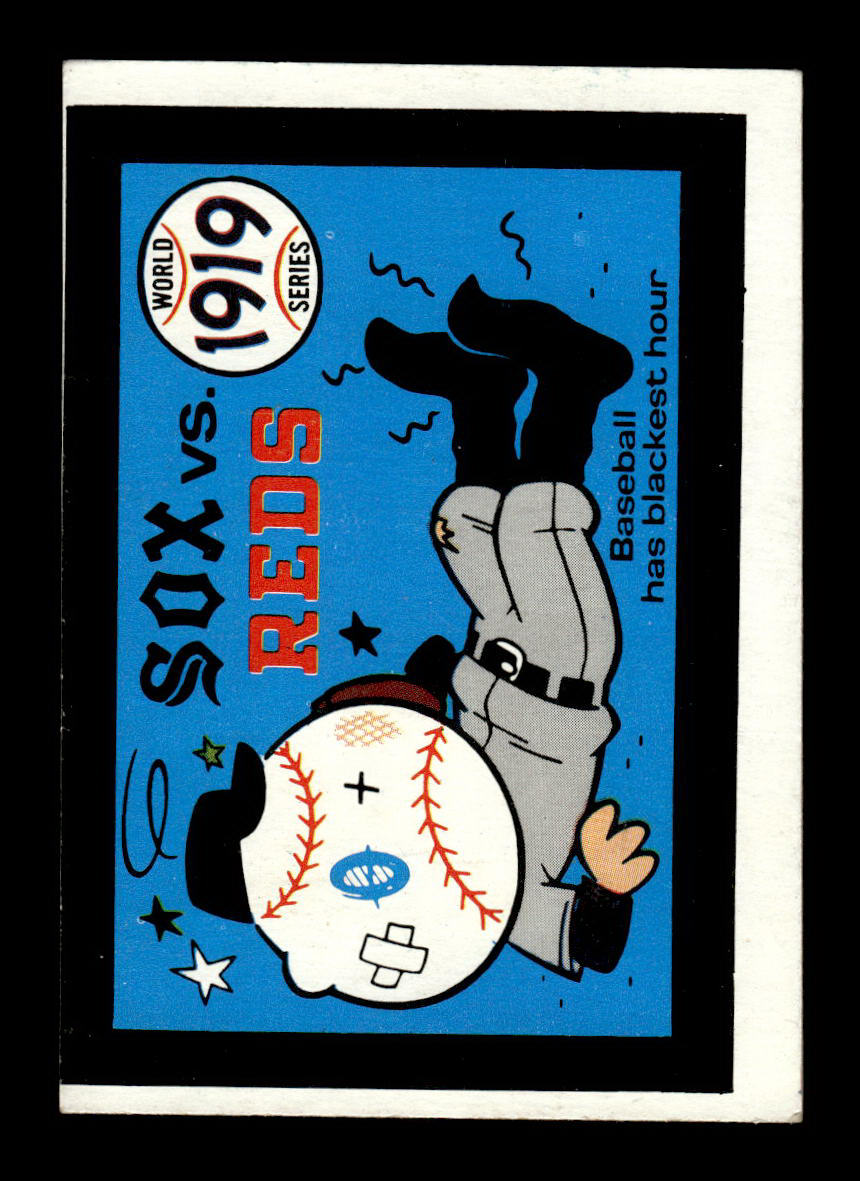 SOX vs.
REDS
WORLD
1919
SERIES
Baseball
has blackest hour